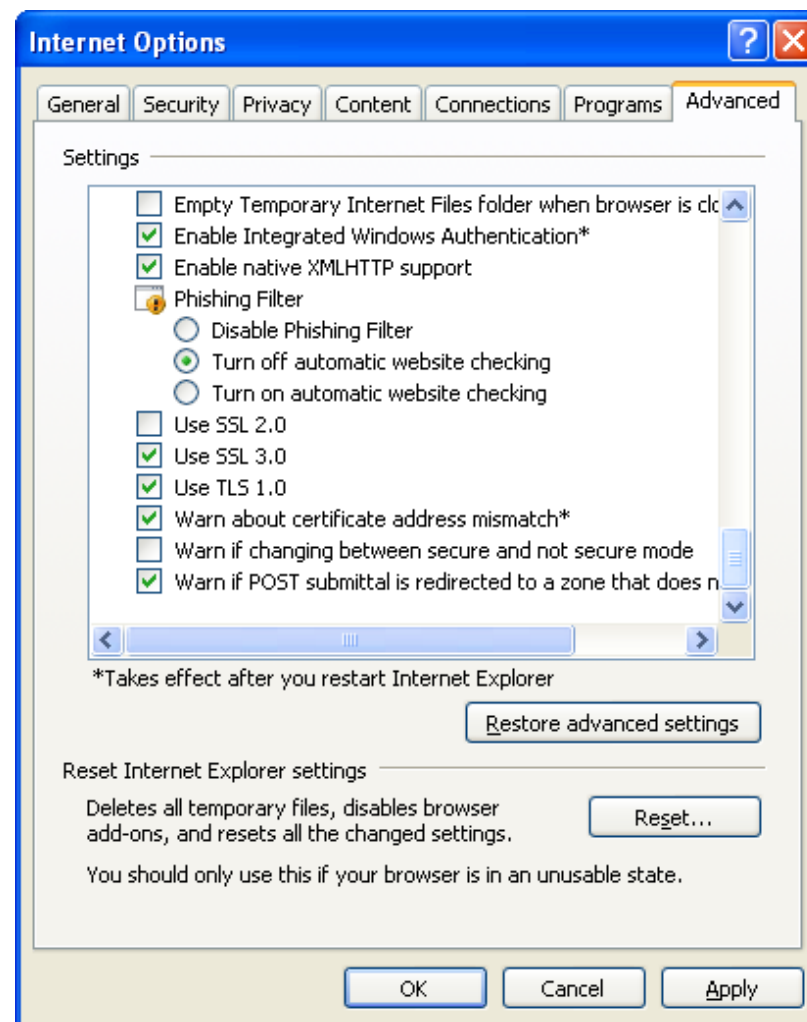 Internet Options
General Security Privacy Content Connections Programs Advanced
Settings
Empty Temporary Internet Files folder when browser is clo
Enable Integrated Windows Authentication*
Enable native XMLHTTP support
Phishing Filter
Disable Phishing Filter
Turn off automatic website checking
Turn on automatic website checking
Use SSL 2.0
Use SSL 3.0
Use TLS 1.0
Warn about certificate address mismatch*
Warn if changing between secure and not secure mode
Warn if POST submittal is redirected to a zone that does n
*Takes effect after you restart Internet Explorer
Restore advanced settings
Reset Internet Explorer settings
Deletes all temporary files, disables browser
add-ons, and resets all the changed settings.
Reset...
You should only use this if your browser is in an unusable state.
OK Cancel Apply